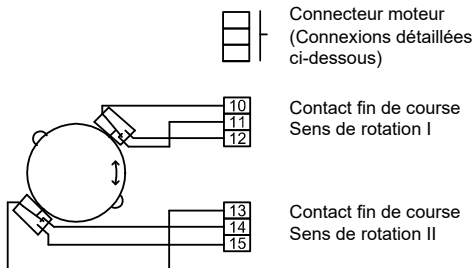 Connecteur moteur
(Connexions détaillées
ci-dessous)
10
11
12
Contact fin de course
Sens de rotation I
13
14
15
Contact fin de course
Sens de rotation II